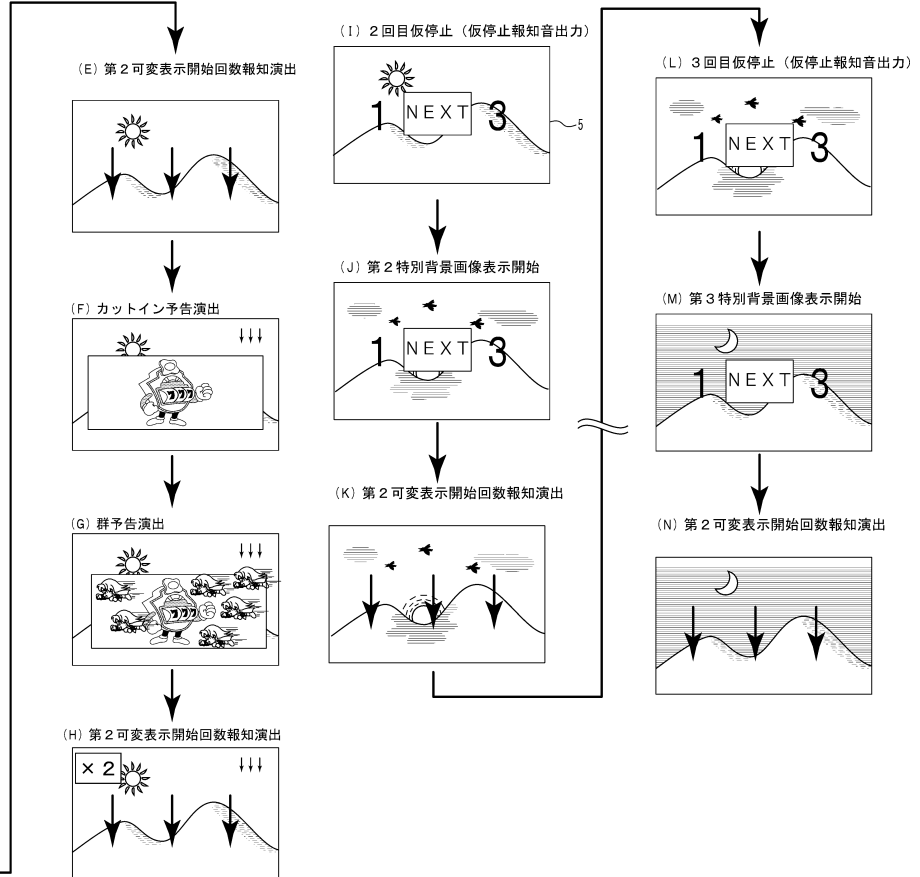 (E) 第２可変表示開始回数報知演出
(F) カットイン予告演出
777
(G) 群予告演出
777
(H) 第２可変表示開始回数報知演出
×２
(I) ２回目仮停止（仮停止報知音出力）
1 NEXT 3
5
(J) 第２特別背景画像表示開始
1 NEXT 3
(K) 第２可変表示開始回数報知演出
(L) ３回目仮停止（仮停止報知音出力）
1 NEXT 3
(M) 第３特別背景画像表示開始
1 NEXT 3
(N) 第２可変表示開始回数報知演出